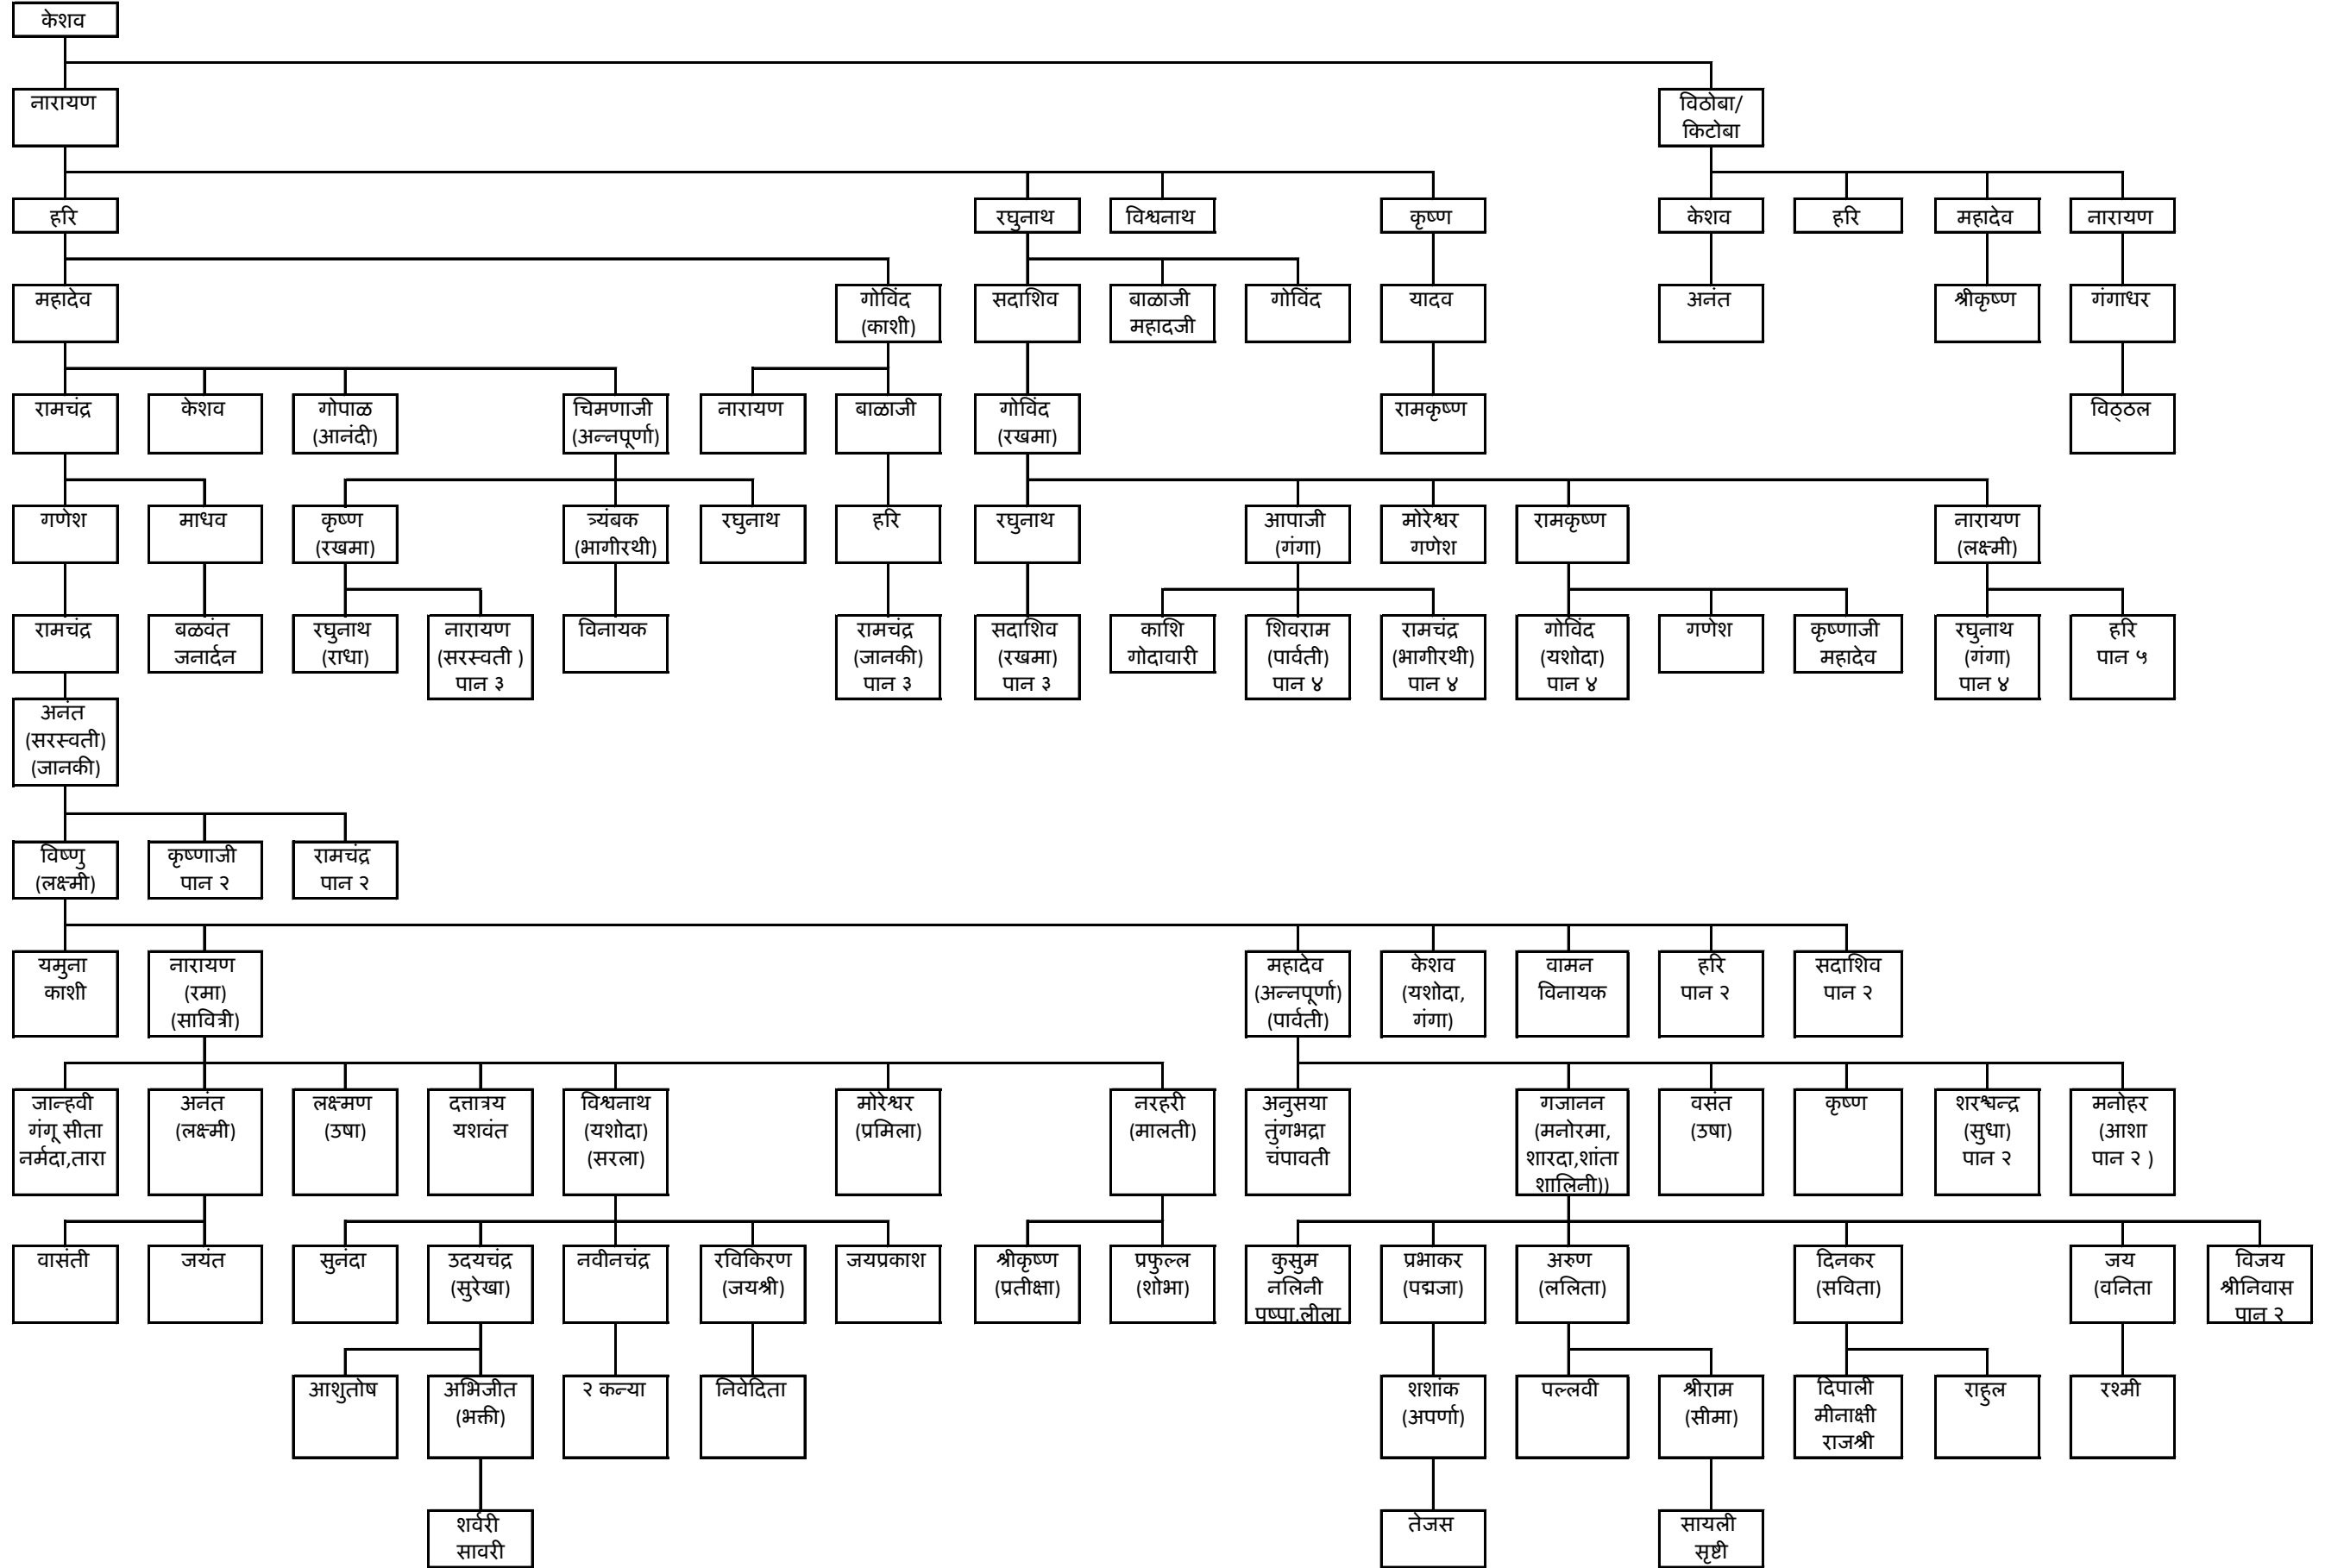 केशव
नारायण
विठोबा/
किटोबा
हरि
रघुनाथ
विश्वनाथ
कृष्ण
केशव
हरि
महादेव
नारायण
महादेव
गोविंद
(काशी)
सदाशिव
बाळाजी
महादजी
गोविंद
यादव
अनंत
श्रीकृष्ण
गंगाधर
रामचंद्र
केशव
गोपाळ
(आनंदी)
चिमणाजी
(अन्नपूर्णा)
नारायण
बाळाजी
गोविंद
(रखमा)
रामकृष्ण
विठ्ठल
गणेश
माधव
कृष्ण
(रखमा)
त्र्यंबक
(भागीरथी)
रघुनाथ
हरि
रघुनाथ
आपाजी
(गंगा)
मोरेश्वर
गणेश
रामकृष्ण
नारायण
(लक्ष्मी)
रामचंद्र
बळवंत
जनार्दन
रघुनाथ
(राधा)
नारायण
(सरस्वती )
पान ३
विनायक
रामचंद्र
(जानकी)
पान ३
सदाशिव
(रखमा)
पान ३
काशि
गोदावारी
शिवराम
(पार्वती)
पान ४
रामचंद्र
(भागीरथी)
पान ४
गोविंद
(यशोदा)
पान ४
गणेश
कृष्णाजी
महादेव
रघुनाथ
(गंगा)
पान ४
हरि
पान ५
अनंत
(सरस्वती)
(जानकी)
विष्णु
(लक्ष्मी)
कृष्णाजी
पान २
रामचंद्र
पान २
यमुना
काशी
नारायण
(रमा)
(सावित्री)
महादेव
(अन्नपूर्णा)
(पार्वती)
केशव
(यशोदा,
गंगा)
वामन
विनायक
हरि
पान २
सदाशिव
पान २
जान्हवी
गंगू सीता
नर्मदा,तारा
अनंत
(लक्ष्मी)
लक्ष्मण
(उषा)
दत्तात्रय
यशवंत
विश्वनाथ
(यशोदा)
(सरला)
मोरेश्वर
(प्रमिला)
नरहरी
(मालती)
अनुसया
तुंगभद्रा
चंपावती
गजानन
(मनोरमा,
शारदा,शांता
शालिनी))
वसंत
(उषा)
कृष्ण
शरश्चन्द्र
(सुधा)
पान २
मनोहर
(आशा
पान २ )
वासंती
जयंत
सुनंदा
उदयचंद्र
(सुरेखा)
नवीनचंद्र
रविकिरण
(जयश्री)
जयप्रकाश
श्रीकृष्ण
(प्रतीक्षा)
प्रफुल्ल
(शोभा)
कुसुम
नलिनी
पुष्पा,लीला
प्रभाकर
(पद्मजा)
अरुण
(ललिता)
दिनकर
(सविता)
जय
(वनिता
विजय
श्रीनिवास
पान २
आशुतोष
अभिजीत
(भक्ती)
२ कन्या
निवेदिता
शशांक
(अपर्णा)
पल्लवी
श्रीराम
(सीमा)
दिपाली
मीनाक्षी
राजश्री
राहुल
रश्मी
शर्वरी
सावरी
तेजस
सायली
सृष्टी